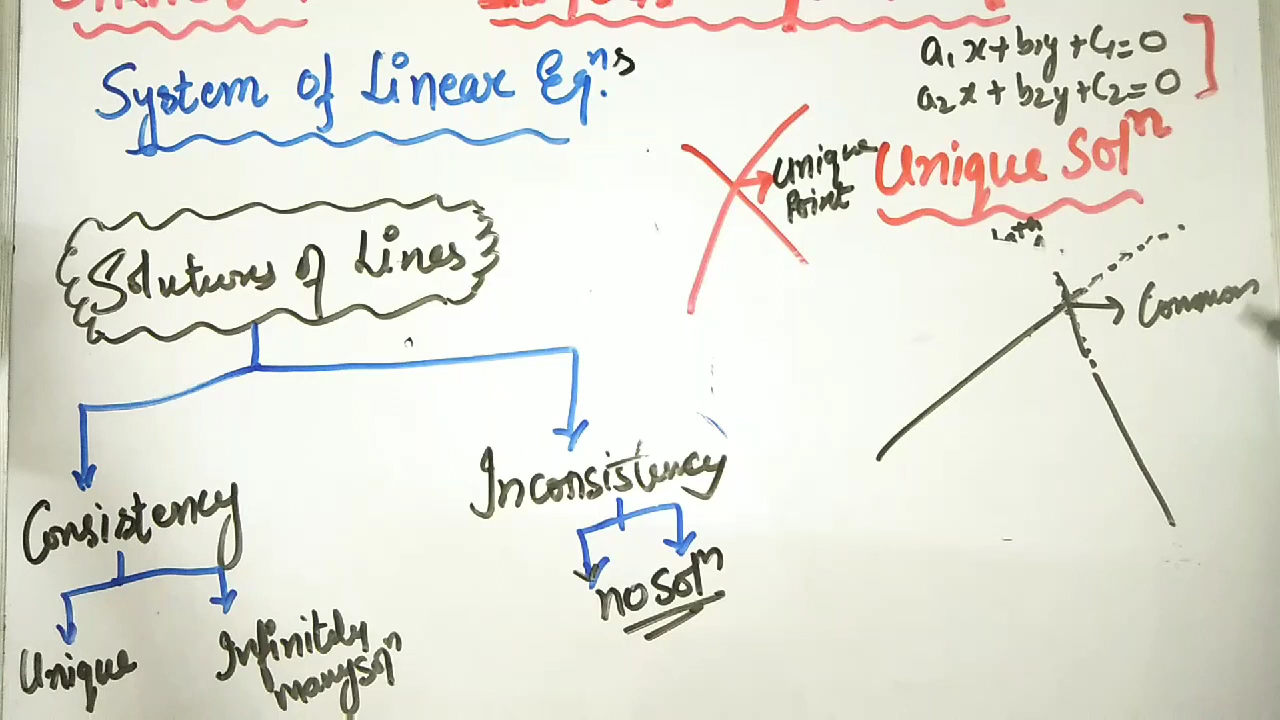 System of Linear Eqⁿs.
a₁x+b₁y+C₁=0
a₂x+b₂y+C₂=0
Unique
Point
Unique Solⁿ
Solutions of Lines
Common
Consistency
Inconsistency
no Solⁿ
Unique
Infinitely
many Solⁿ